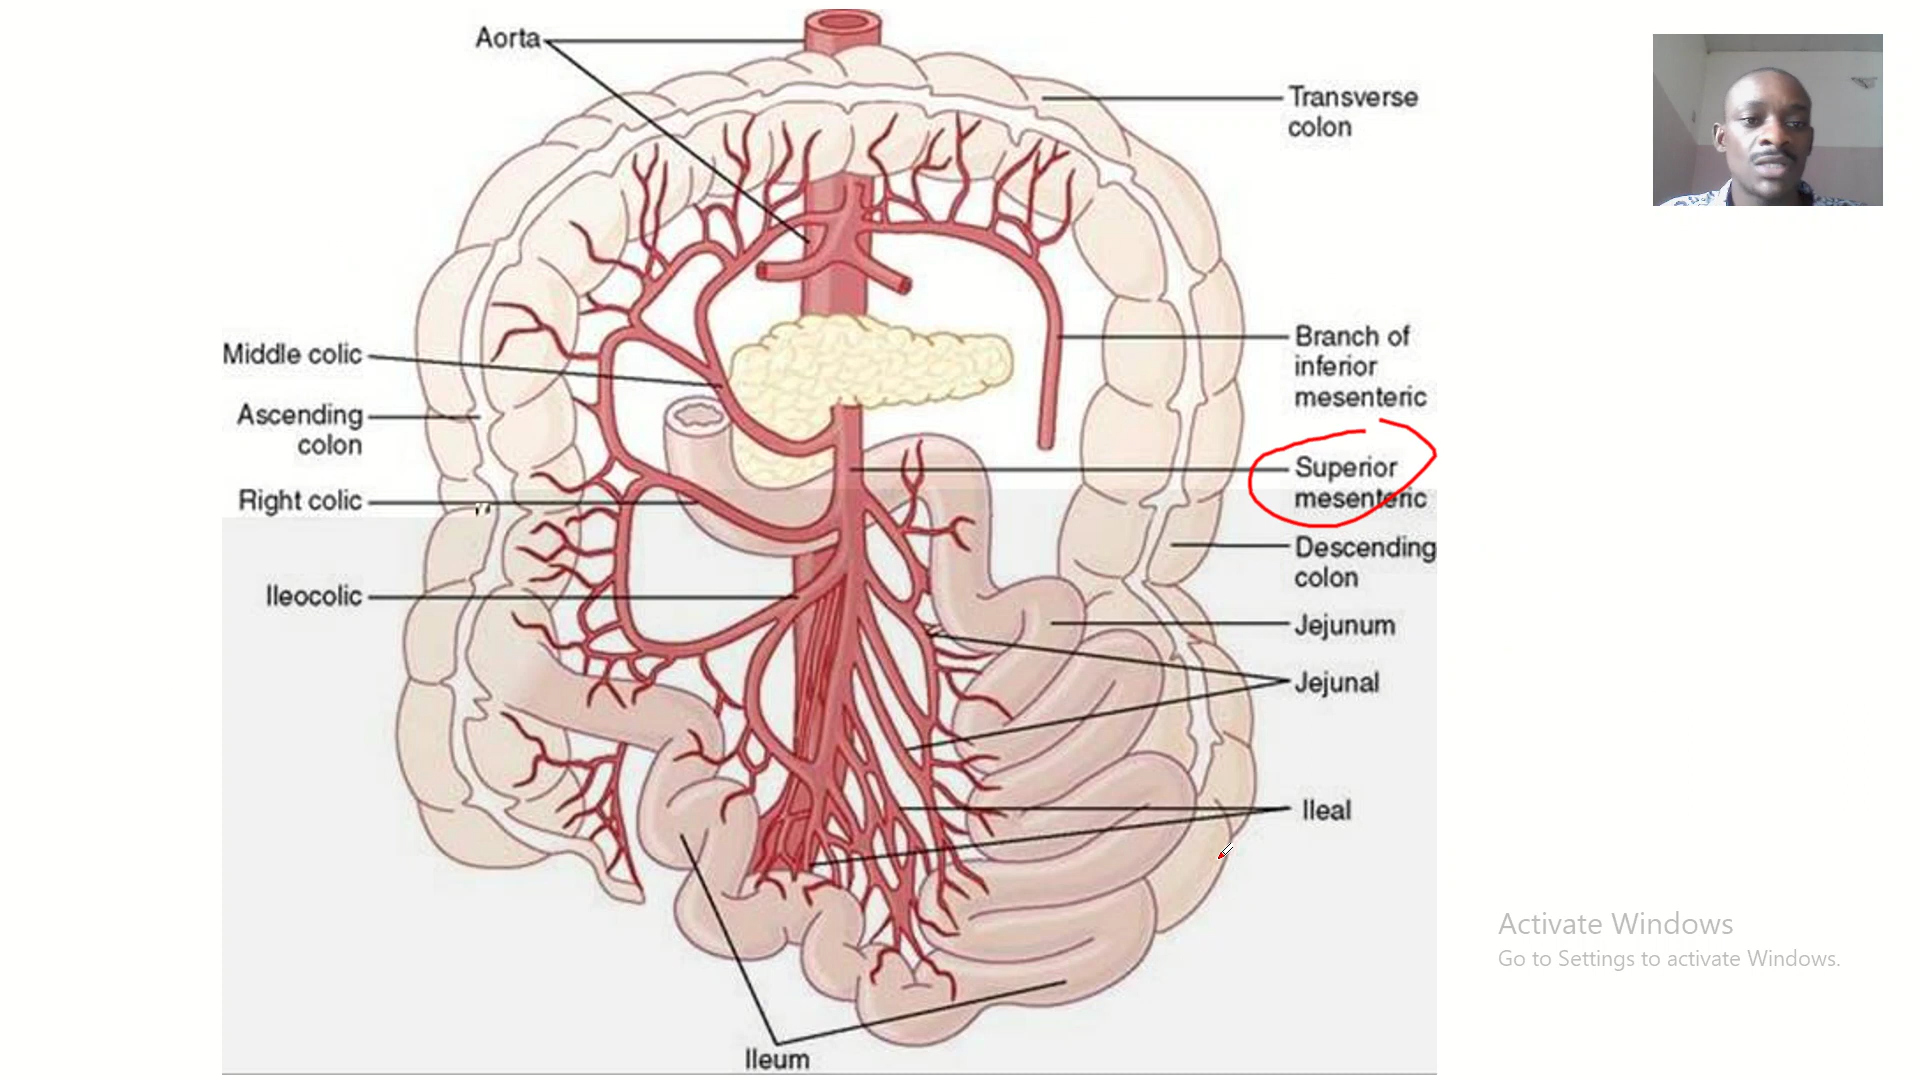 Aorta
Transverse
colon
Branch of
inferior
mesenteric
Middle colic
Ascending
colon
Superior
mesenteric
Right colic
Descending
colon
Ileocolic
Jejunum
Jejunal
Ileal
Ileum
Activate Windows
Go to Settings to activate Windows.